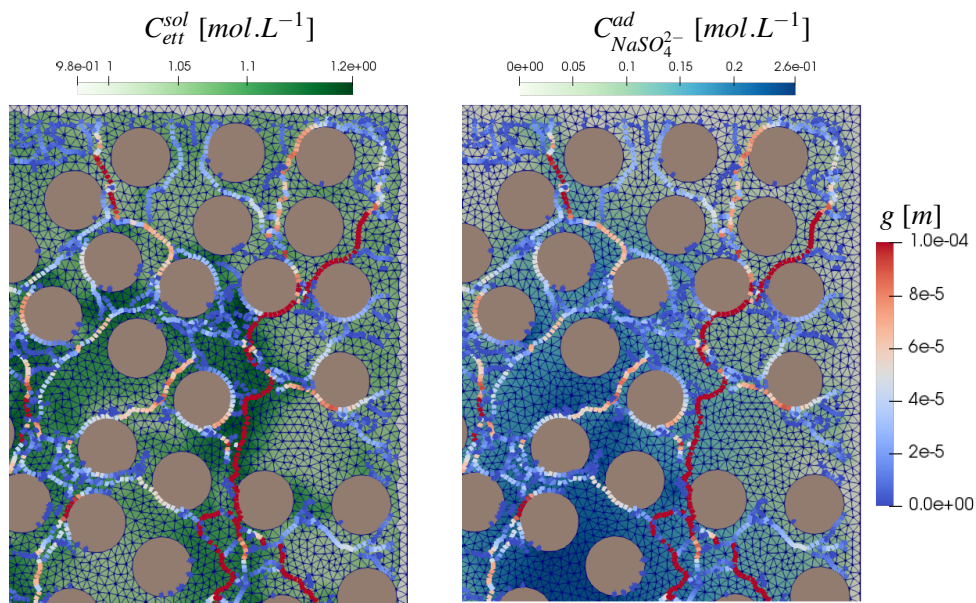 C_{ett}^{sol} [mol.L^{-1}]
9.8e-01 1 1.05 1.1 1.2e+00
C_{NaSO_4^{2-}}^{ad} [mol.L^{-1}]
0e+00 0.05 0.1 0.15 0.2 2.6e-01
g [m]
1.0e-04
8e-5
6e-5
4e-5
2e-5
0.0e+00